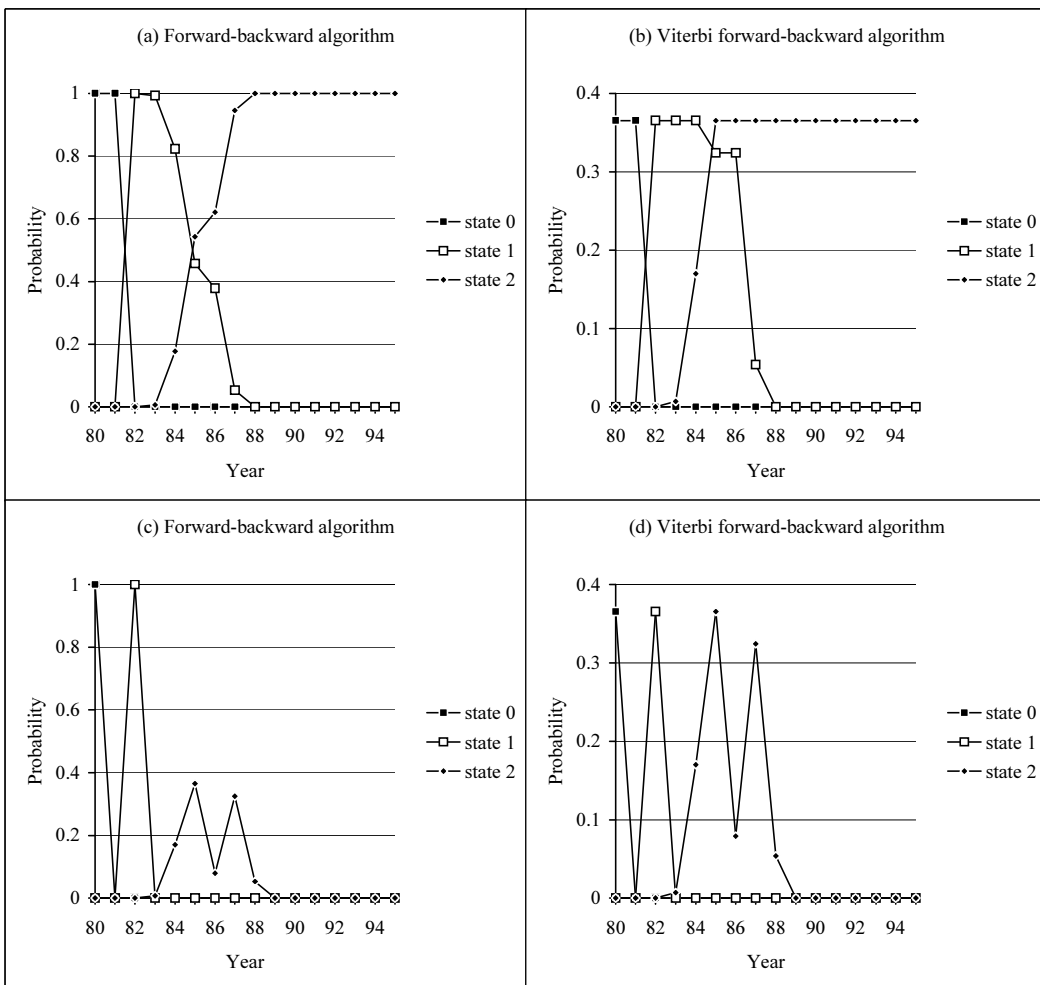 (a) Forward-backward algorithm
1
0.8
0.6
0.4
0.2
0
Probability
80 82 84 86 88 90 92 94
Year
state 0
state 1
state 2
(b) Viterbi forward-backward algorithm
0.4
0.3
0.2
0.1
0
Probability
80 82 84 86 88 90 92 94
Year
state 0
state 1
state 2
(c) Forward-backward algorithm
1
0.8
0.6
0.4
0.2
0
Probability
80 82 84 86 88 90 92 94
Year
state 0
state 1
state 2
(d) Viterbi forward-backward algorithm
0.4
0.3
0.2
0.1
0
Probability
80 82 84 86 88 90 92 94
Year
state 0
state 1
state 2